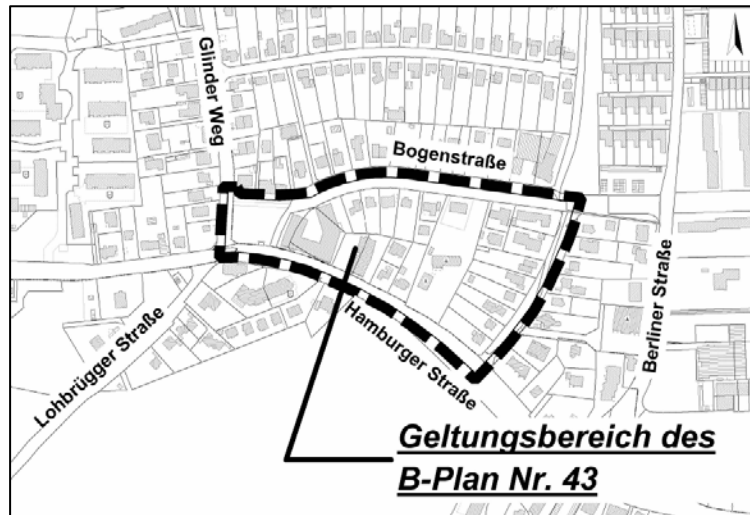 Glinder Weg
Bogenstraße
Berliner Straße
Hamburger Straße
Lohbrügger Straße
Geltungsbereich des
B-Plan Nr. 43